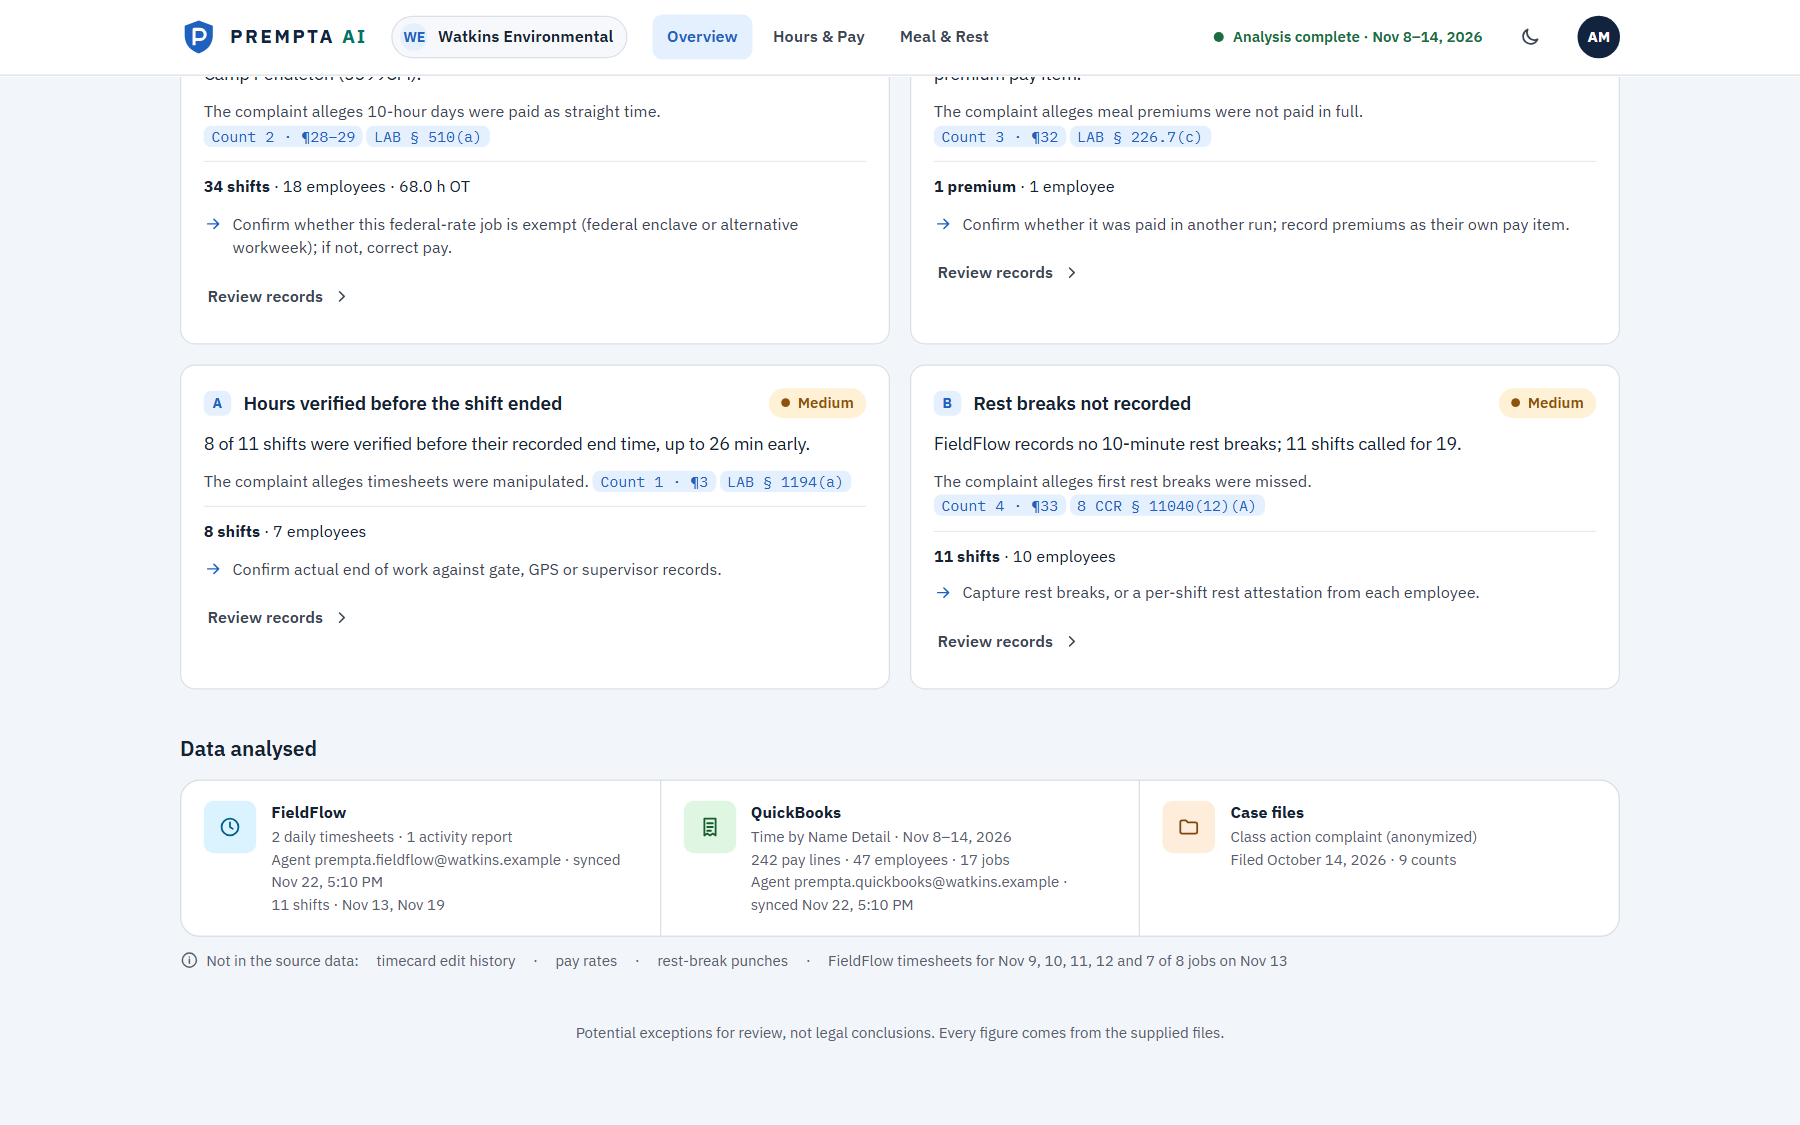 PREMPTA AI
WE Watkins Environmental
Overview
Hours & Pay
Meal & Rest
Analysis complete · Nov 8–14, 2026
AM
premium pay item.
The complaint alleges 10-hour days were paid as straight time.
Count 2 · ¶28–29 LAB § 510(a)
34 shifts · 18 employees · 68.0 h OT
Confirm whether this federal-rate job is exempt (federal enclave or alternative
workweek); if not, correct pay.
Review records
The complaint alleges meal premiums were not paid in full.
Count 3 · ¶32 LAB § 226.7(c)
1 premium · 1 employee
Confirm whether it was paid in another run; record premiums as their own pay item.
Review records
A Hours verified before the shift ended
Medium
8 of 11 shifts were verified before their recorded end time, up to 26 min early.
The complaint alleges timesheets were manipulated. Count 1 · ¶3 LAB § 1194(a)
8 shifts · 7 employees
Confirm actual end of work against gate, GPS or supervisor records.
Review records
B Rest breaks not recorded
Medium
FieldFlow records no 10-minute rest breaks; 11 shifts called for 19.
The complaint alleges first rest breaks were missed.
Count 4 · ¶33 8 CCR § 11040(12)(A)
11 shifts · 10 employees
Capture rest breaks, or a per-shift rest attestation from each employee.
Review records
Data analysed
FieldFlow
2 daily timesheets · 1 activity report
Agent prempta.fieldflow@watkins.example · synced
Nov 22, 5:10 PM
11 shifts · Nov 13, Nov 19
QuickBooks
Time by Name Detail · Nov 8–14, 2026
242 pay lines · 47 employees · 17 jobs
Agent prempta.quickbooks@watkins.example ·
synced Nov 22, 5:10 PM
Case files
Class action complaint (anonymized)
Filed October 14, 2026 · 9 counts
Not in the source data: timecard edit history · pay rates · rest-break punches · FieldFlow timesheets for Nov 9, 10, 11, 12 and 7 of 8 jobs on Nov 13
Potential exceptions for review, not legal conclusions. Every figure comes from the supplied files.